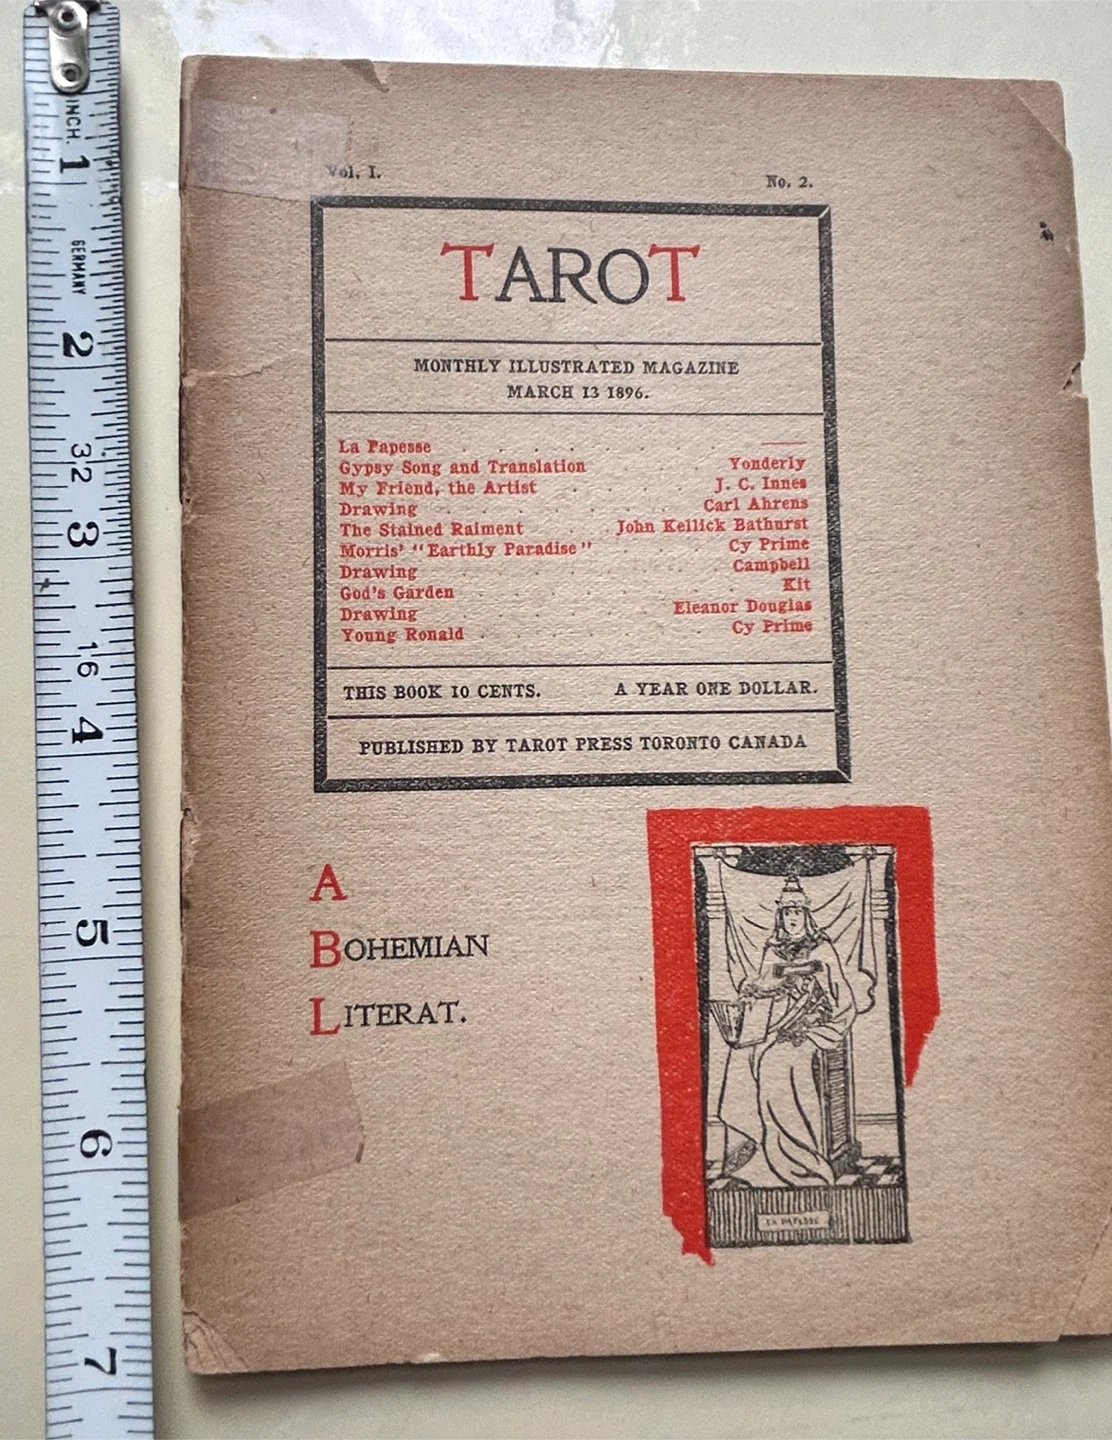 INCH.
1
GERMANY
2
32
3
16
4
5
6
7
Vol. I.
No. 2.
TAROT
MONTHLY ILLUSTRATED MAGAZINE
MARCH 13 1896.
La Papesse
Gypsy Song and Translation Yonderly
My Friend, the Artist J. C. Innes
Drawing Carl Ahrens
The Stained Raiment John Kellick Bathurst
Morris' "Earthly Paradise" Cy Prime
Drawing Campbell
God's Garden Kit
Drawing Eleanor Douglas
Young Ronald Cy Prime
THIS BOOK 10 CENTS. A YEAR ONE DOLLAR.
PUBLISHED BY TAROT PRESS TORONTO CANADA
A
BOHEMIAN
LITERAT.
LA PAPESSE